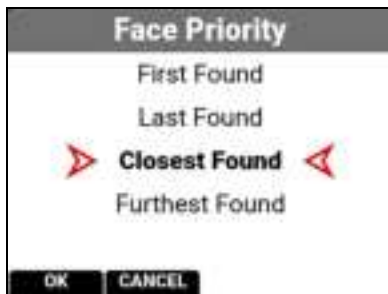 Face Priority
First Found
Last Found
Closest Found
Furthest Found
OK CANCEL